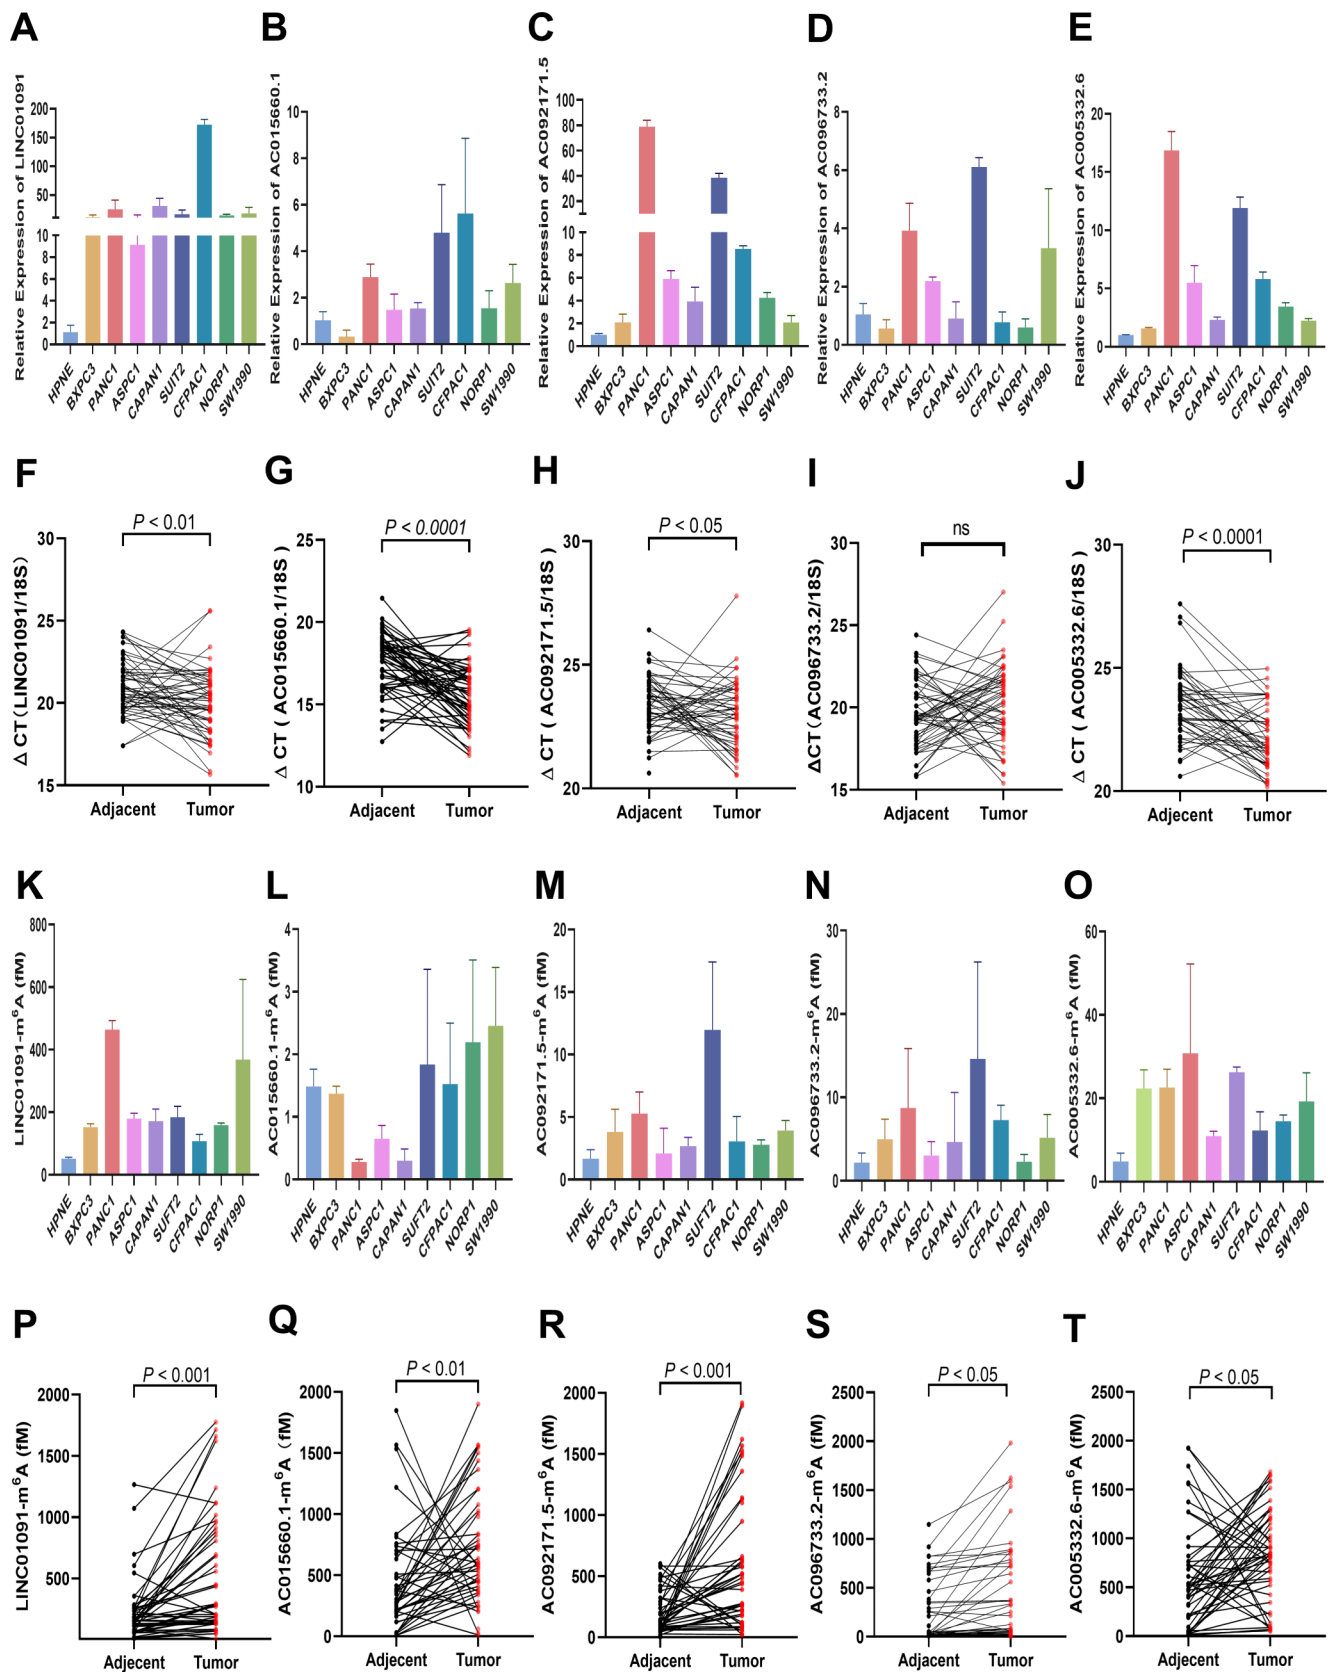 A B C D E
Relative Expression of LINC01091
200
150
100
50
10
8
6
4
2
0
HPNE BXPC3 PANC1 ASPC1 CAPAN1 SUIT2 CFPAC1 NORP1 SW1990
Relative Expression of AC015660.1
10
8
6
4
2
0
HPNE BXPC3 PANC1 ASPC1 CAPAN1 SUIT2 CFPAC1 NORP1 SW1990
Relative Expression of AC092171.5
100
80
60
40
20
10
8
6
4
2
0
HPNE BXPC3 PANC1 ASPC1 CAPAN1 SUIT2 CFPAC1 NORP1 SW1990
Relative Expression of AC096733.2
8
6
4
2
0
HPNE BXPC3 PANC1 ASPC1 CAPAN1 SUIT2 CFPAC1 NORP1 SW1990
Relative Expression of AC005332.6
20
15
10
5
0
HPNE BXPC3 PANC1 ASPC1 CAPAN1 SUIT2 CFPAC1 NORP1 SW1990
F G H I J
Δ CT (LINC01091/18S)
P < 0.01
30
25
20
15
Adjacent Tumor
Δ CT ( AC015660.1/18S )
P < 0.0001
25
20
15
10
Adjacent Tumor
Δ CT ( AC092171.5/18S )
P < 0.05
30
25
20
Adjacent Tumor
ΔCT (AC096733.2/18S)
ns
30
25
20
15
Adjacent Tumor
Δ CT ( AC005332.6/18S )
P < 0.0001
30
25
20
Adjecent Tumor
K L M N O
LINC01091-m⁶A (fM)
800
600
400
200
0
HPNE BXPC3 PANC1 ASPC1 CAPAN1 SUFT2 CFPAC1 NORP1 SW1990
AC015660.1-m⁶A (fM)
4
3
2
1
0
HPNE BXPC3 PANC1 ASPC1 CAPAN1 SUFT2 CFPAC1 NORP1 SW1990
AC092171.5-m⁶A (fM)
20
15
10
5
0
HPNE BXPC3 PANC1 ASPC1 CAPAN1 SUFT2 CFPAC1 NORP1 SW1990
AC096733.2-m⁶A (fM)
30
20
10
0
HPNE BXPC3 PANC1 ASPC1 CAPAN1 SUFT2 CFPAC1 NORP1 SW1990
AC005332.6-m⁶A (fM)
60
40
20
0
HPNE BXPC3 PANC1 ASPC1 CAPAN1 SUFT2 CFPAC1 NORP1 SW1990
P Q R S T
LINC01091-m⁶A (fM)
P < 0.001
2000
1500
1000
500
Adjecent Tumor
AC015660.1-m⁶A (fM)
P < 0.01
2000
1500
1000
500
0
Adjecent Tumor
AC092171.5-m⁶A (fM)
P < 0.001
2000
1500
1000
500
0
Adjecent Tumor
AC096733.2-m⁶A (fM)
P < 0.05
2500
2000
1500
1000
500
0
Adjecent Tumor
AC005332.6-m⁶A (fM)
P < 0.05
2500
2000
1500
1000
500
0
Adjecent Tumor